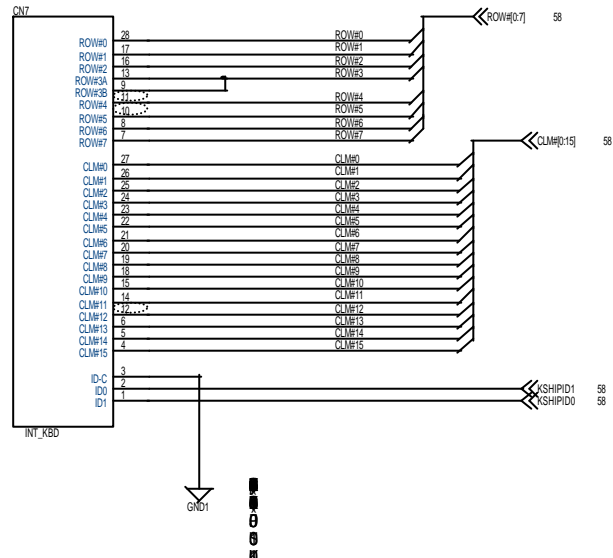 CN7
ROW#[0:7] 58
ROW#0 28 ROW#0
ROW#1 17 ROW#1
ROW#2 16 ROW#2
ROW#3A 13 ROW#3
ROW#3B 9
ROW#4 11 ROW#4
ROW#5 10 ROW#5
ROW#6 8 ROW#6
ROW#7 7 ROW#7
CLM#[0:15] 58
CLM#0 27 CLM#0
CLM#1 26 CLM#1
CLM#2 25 CLM#2
CLM#3 24 CLM#3
CLM#4 23 CLM#4
CLM#5 22 CLM#5
CLM#6 21 CLM#6
CLM#7 20 CLM#7
CLM#8 19 CLM#8
CLM#9 18 CLM#9
CLM#10 15 CLM#10
CLM#11 14 CLM#11
CLM#12 12 CLM#12
CLM#13 6 CLM#13
CLM#14 5 CLM#14
CLM#15 4 CLM#15
ID-C 3
ID0 2 KSHIPID1 58
ID1 1 KSHIPID0 58
INT_KBD
GND1